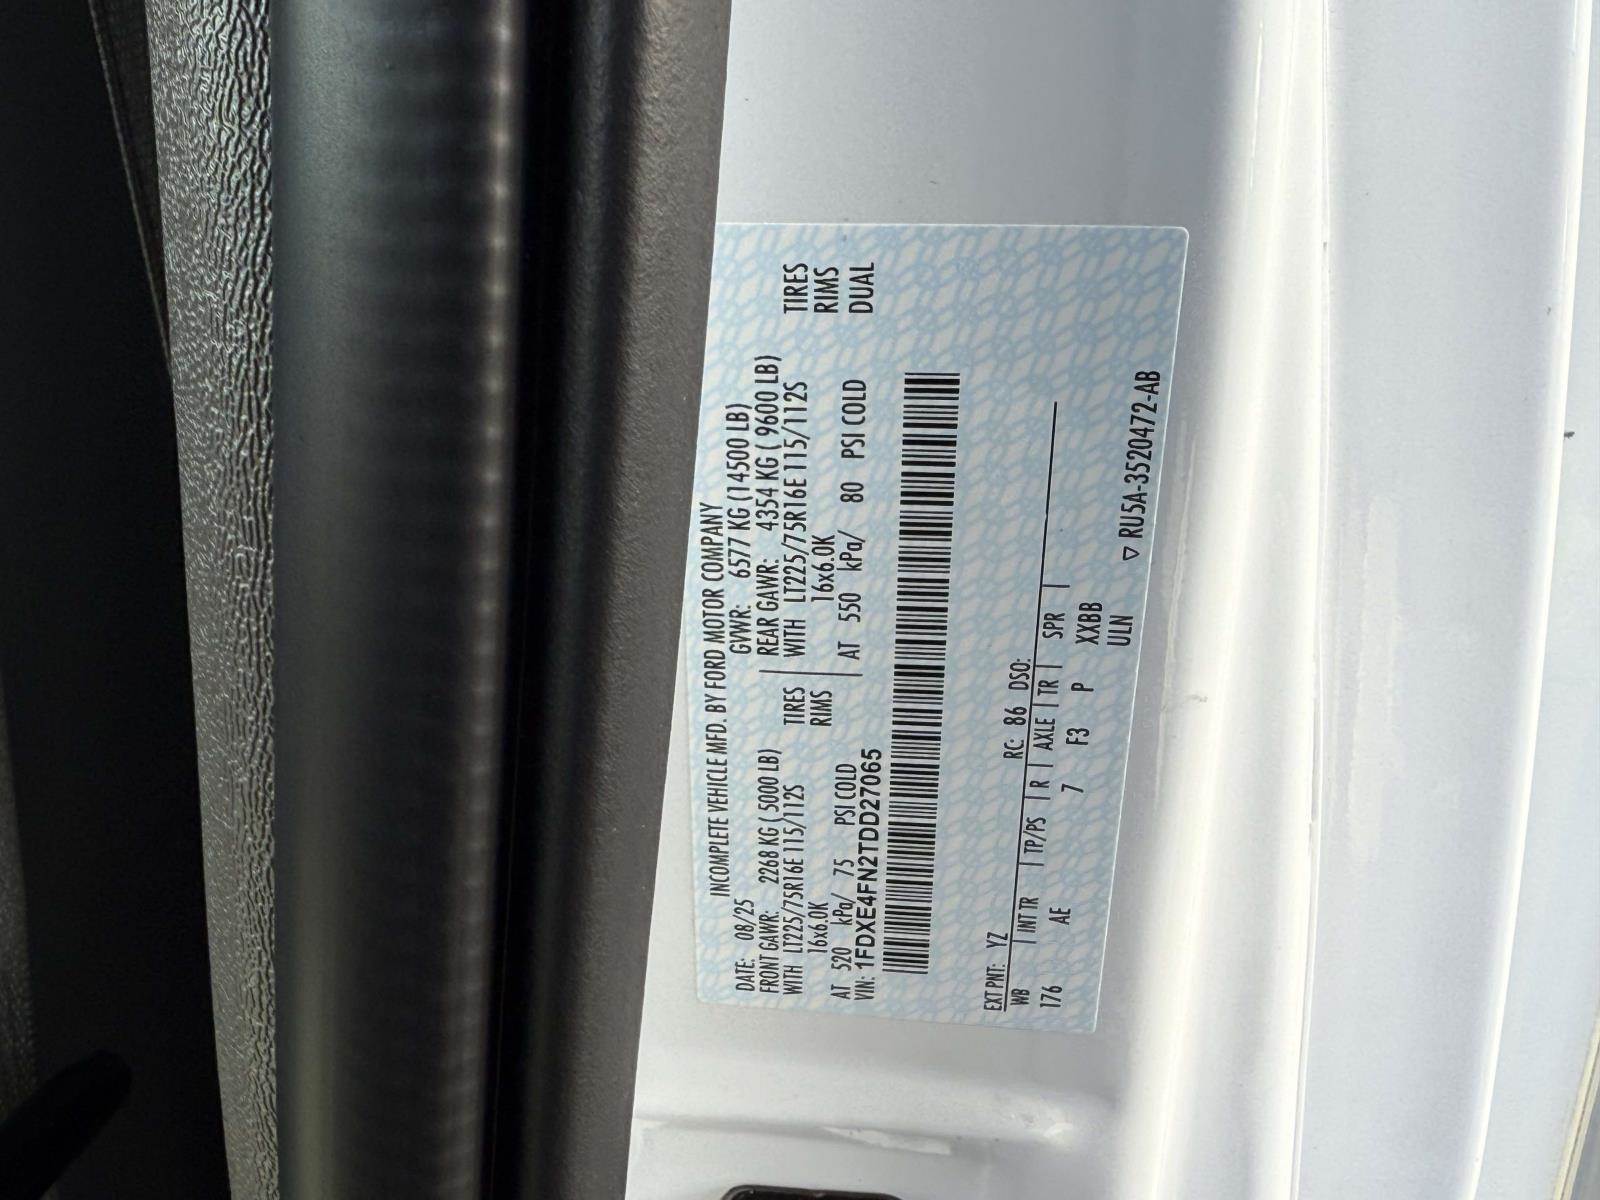 INCOMPLETE VEHICLE MFD. BY FORD MOTOR COMPANY
DATE: 08/25 GVWR: 6577 KG (14500 LB)
FRONT GAWR: 2268 KG ( 5000 LB) REAR GAWR: 4354 KG ( 9600 LB)
WITH LT225/75R16E 115/112S TIRES WITH LT225/75R16E 115/112S TIRES
16x6.0K RIMS 16x6.0K RIMS
AT 520 kPa/ 75 PSI COLD AT 550 kPa/ 80 PSI COLD DUAL
VIN: 1FDXE4FN2TDD27065
EXT PNT: YZ RC: 86 DSO:
WB | INT TR | TP/PS | R | AXLE | TR | SPR |
176 AE 7 F3 P XXBB
ULN
▽ RU5A-3520472-AB